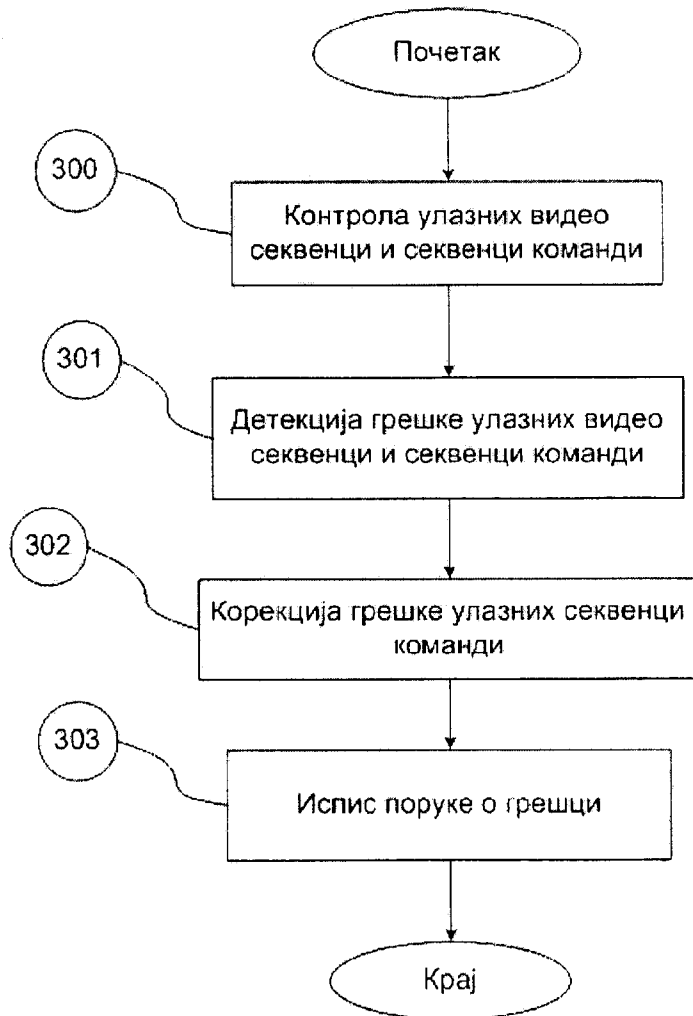 Почетак
300
Контрола улазних видео
секвенци и секвенци команди
301
Детекција грешке улазних видео
секвенци и секвенци команди
302
Корекција грешке улазних секвенци
команди
303
Испис поруке о грешци
Крај